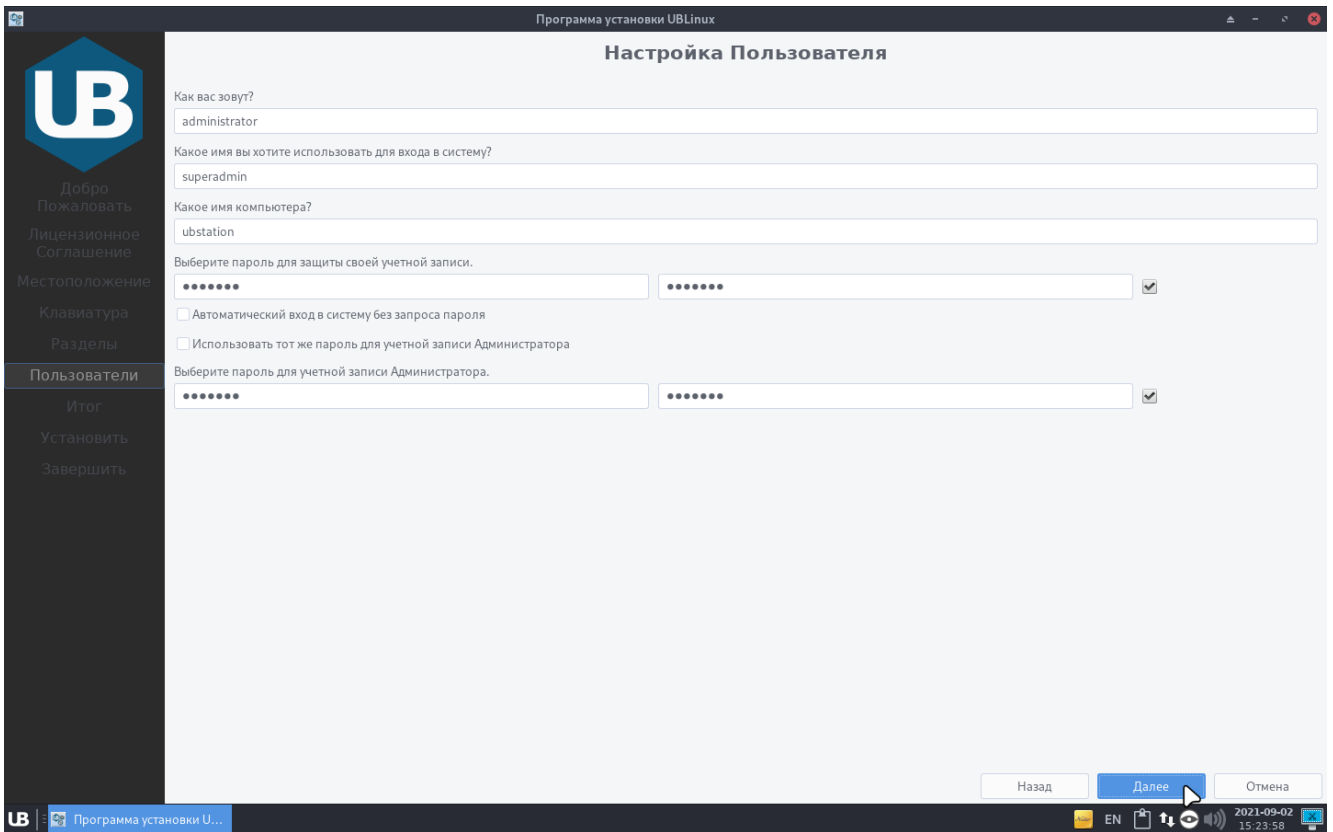 Программа установки UBLinux
UB
Добро
Пожаловать
Лицензионное
Соглашение
Местоположение
Клавиатура
Разделы
Пользователи
Итог
Установить
Завершить
Настройка Пользователя
Как вас зовут?
administrator
Какое имя вы хотите использовать для входа в систему?
superadmin
Какое имя компьютера?
ubstation
Выберите пароль для защиты своей учетной записи.
●●●●●●● ●●●●●●●
Автоматический вход в систему без запроса пароля
Использовать тот же пароль для учетной записи Администратора
Выберите пароль для учетной записи Администратора.
●●●●●●● ●●●●●●●
Назад Далее Отмена
UB Программа установки U... EN 2021-09-02
15:23:58